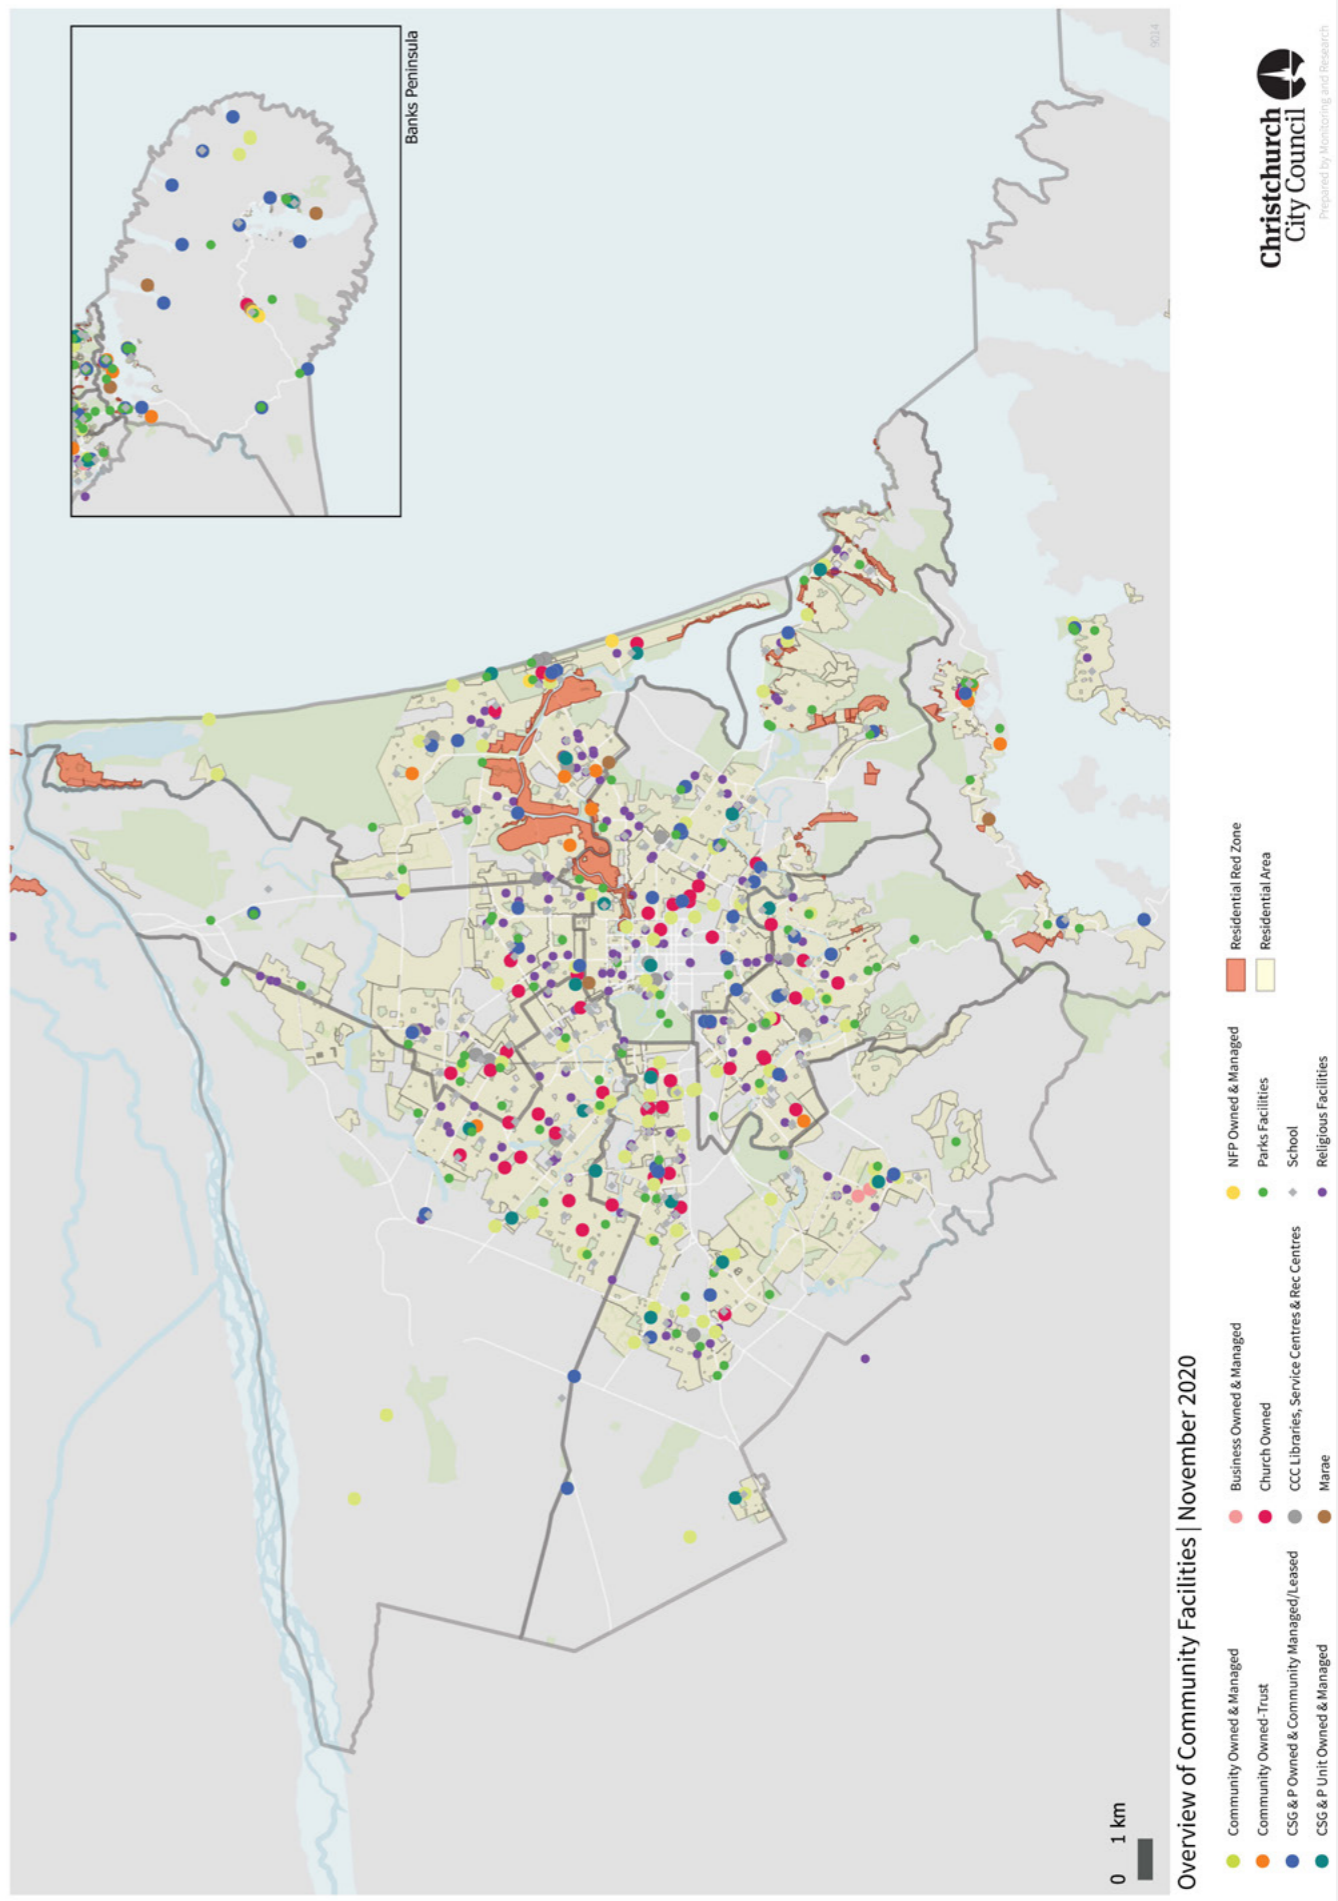 Banks Peninsula
9014
0 1 km
Overview of Community Facilities | November 2020
Community Owned & Managed
Community Owned-Trust
CSG & P Owned & Community Managed/Leased
CSG & P Unit Owned & Managed
Business Owned & Managed
Church Owned
CCC Libraries, Service Centres & Rec Centres
Marae
NFP Owned & Managed
Parks Facilities
School
Religious Facilities
Residential Red Zone
Residential Area
Christchurch
City Council
Prepared by Monitoring and Research